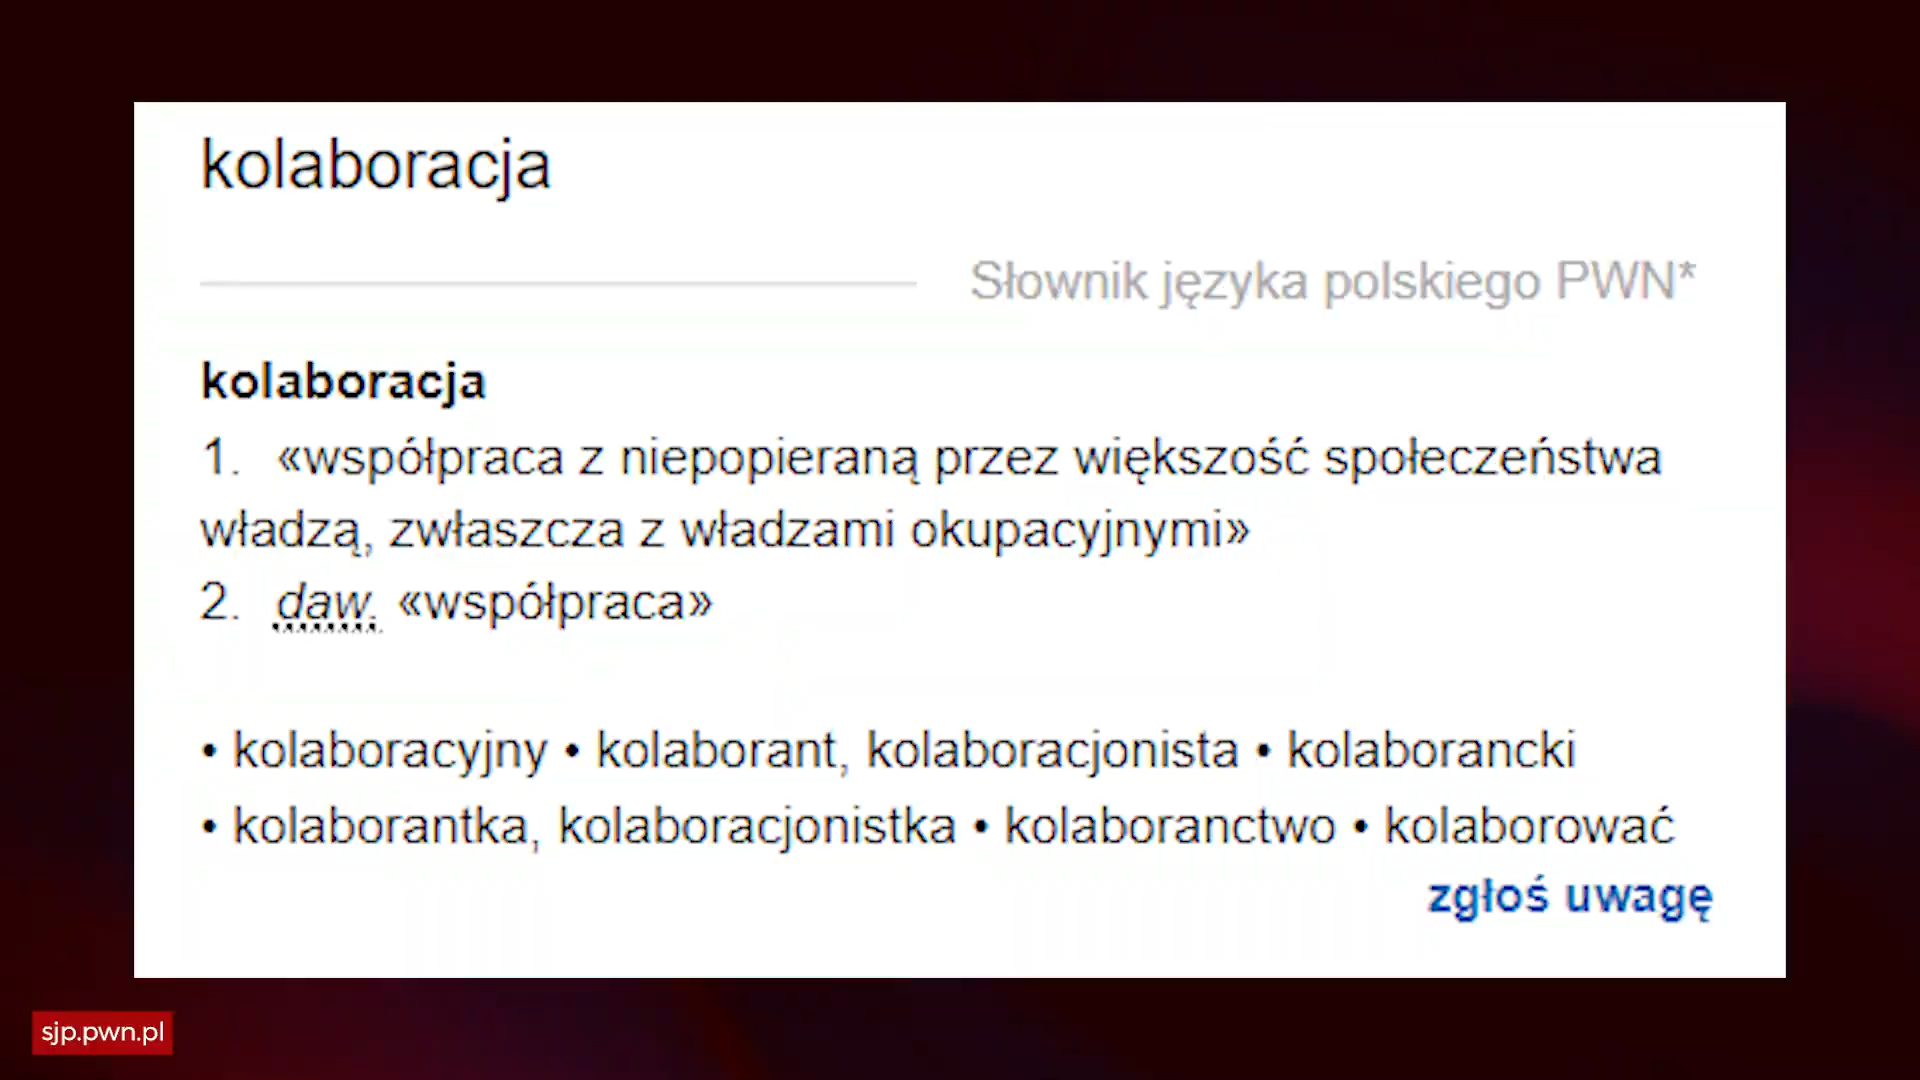 kolaboracja
Słownik języka polskiego PWN*
kolaboracja
1. «współpraca z niepopieraną przez większość społeczeństwa
władzą, zwłaszcza z władzami okupacyjnymi»
2. daw. «współpraca»
• kolaboracyjny • kolaborant, kolaboracjonista • kolaborancki
• kolaborantka, kolaboracjonistka • kolaboranctwo • kolaborować
zgłoś uwagę
sjp.pwn.pl